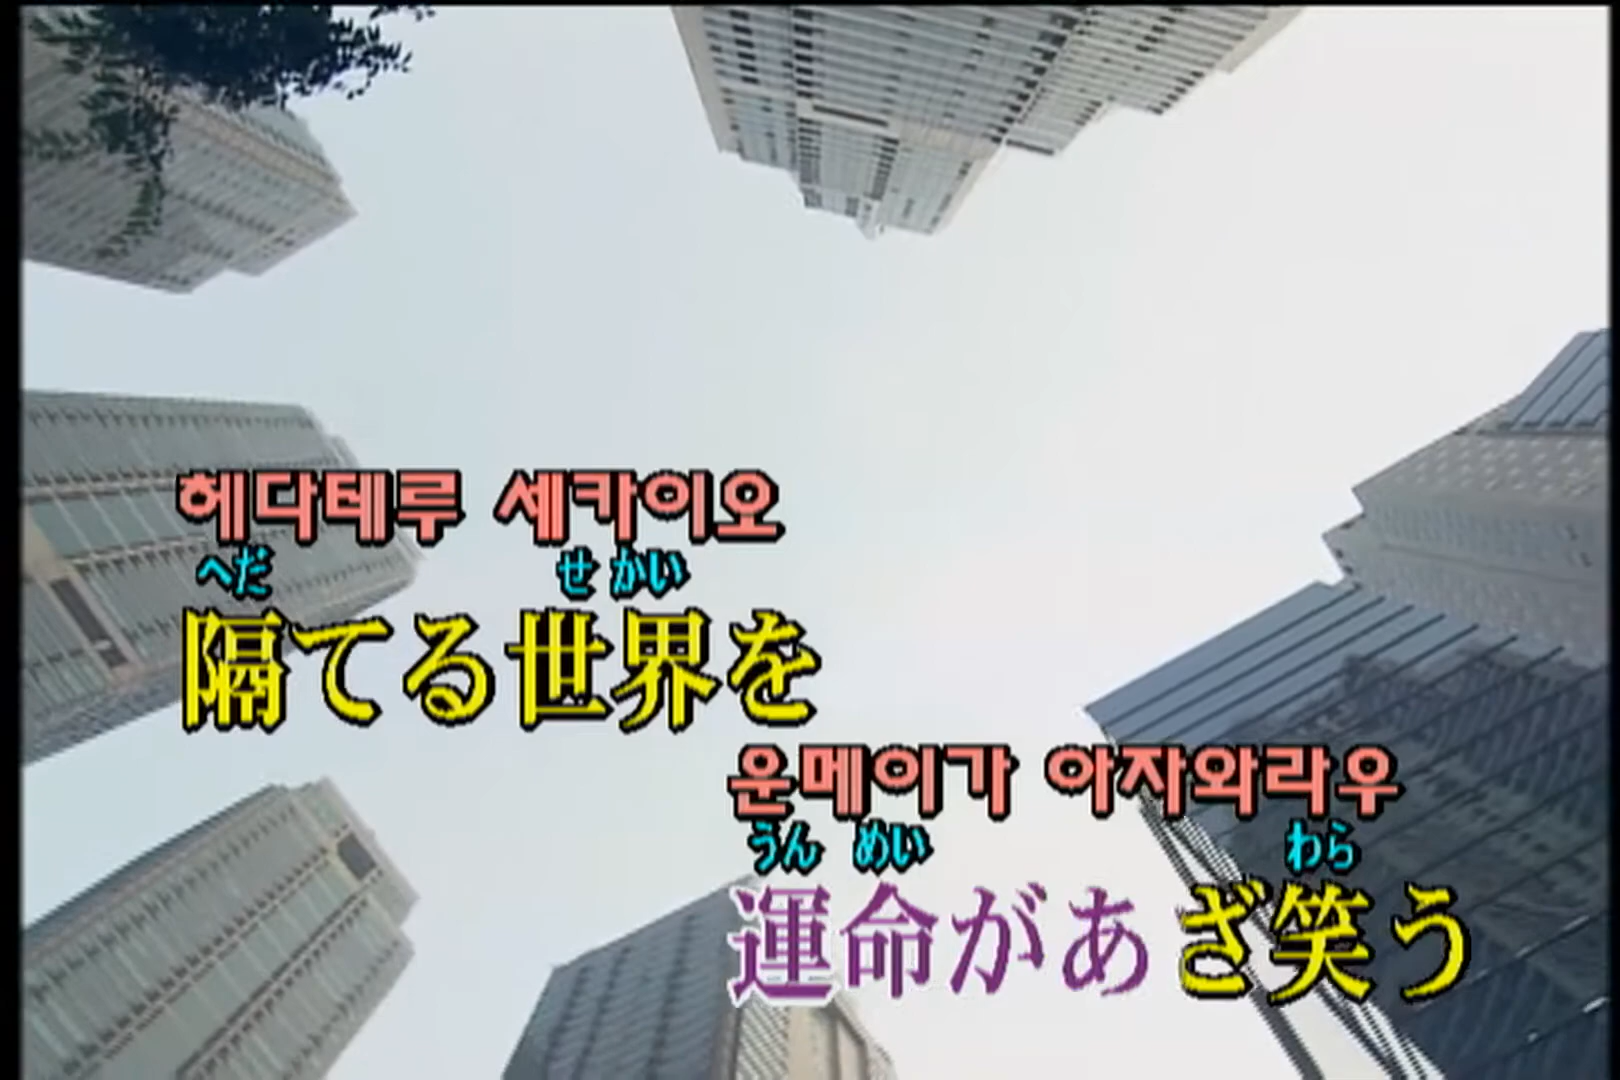 헤다테루 세카이오
へだ せ かい
隔てる世界を
운메이가 아자와라우
うん めい わら
運命があざ笑う